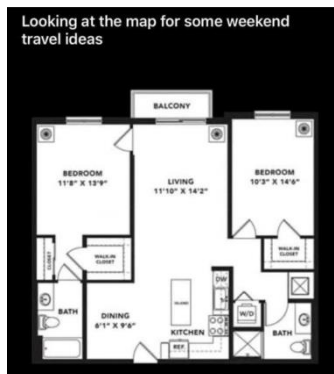 Looking at the map for some weekend
travel ideas
BALCONY
BEDROOM
11'8" X 13'9"
LIVING
11'10" X 14'2"
BEDROOM
10'3" X 14'6"
CLOSET
WALK-IN
CLOSET
WALK-IN
CLOSET
DW
ISLAND
W/D
BATH
DINING
6'1" X 9'6"
KITCHEN
REF.
BATH